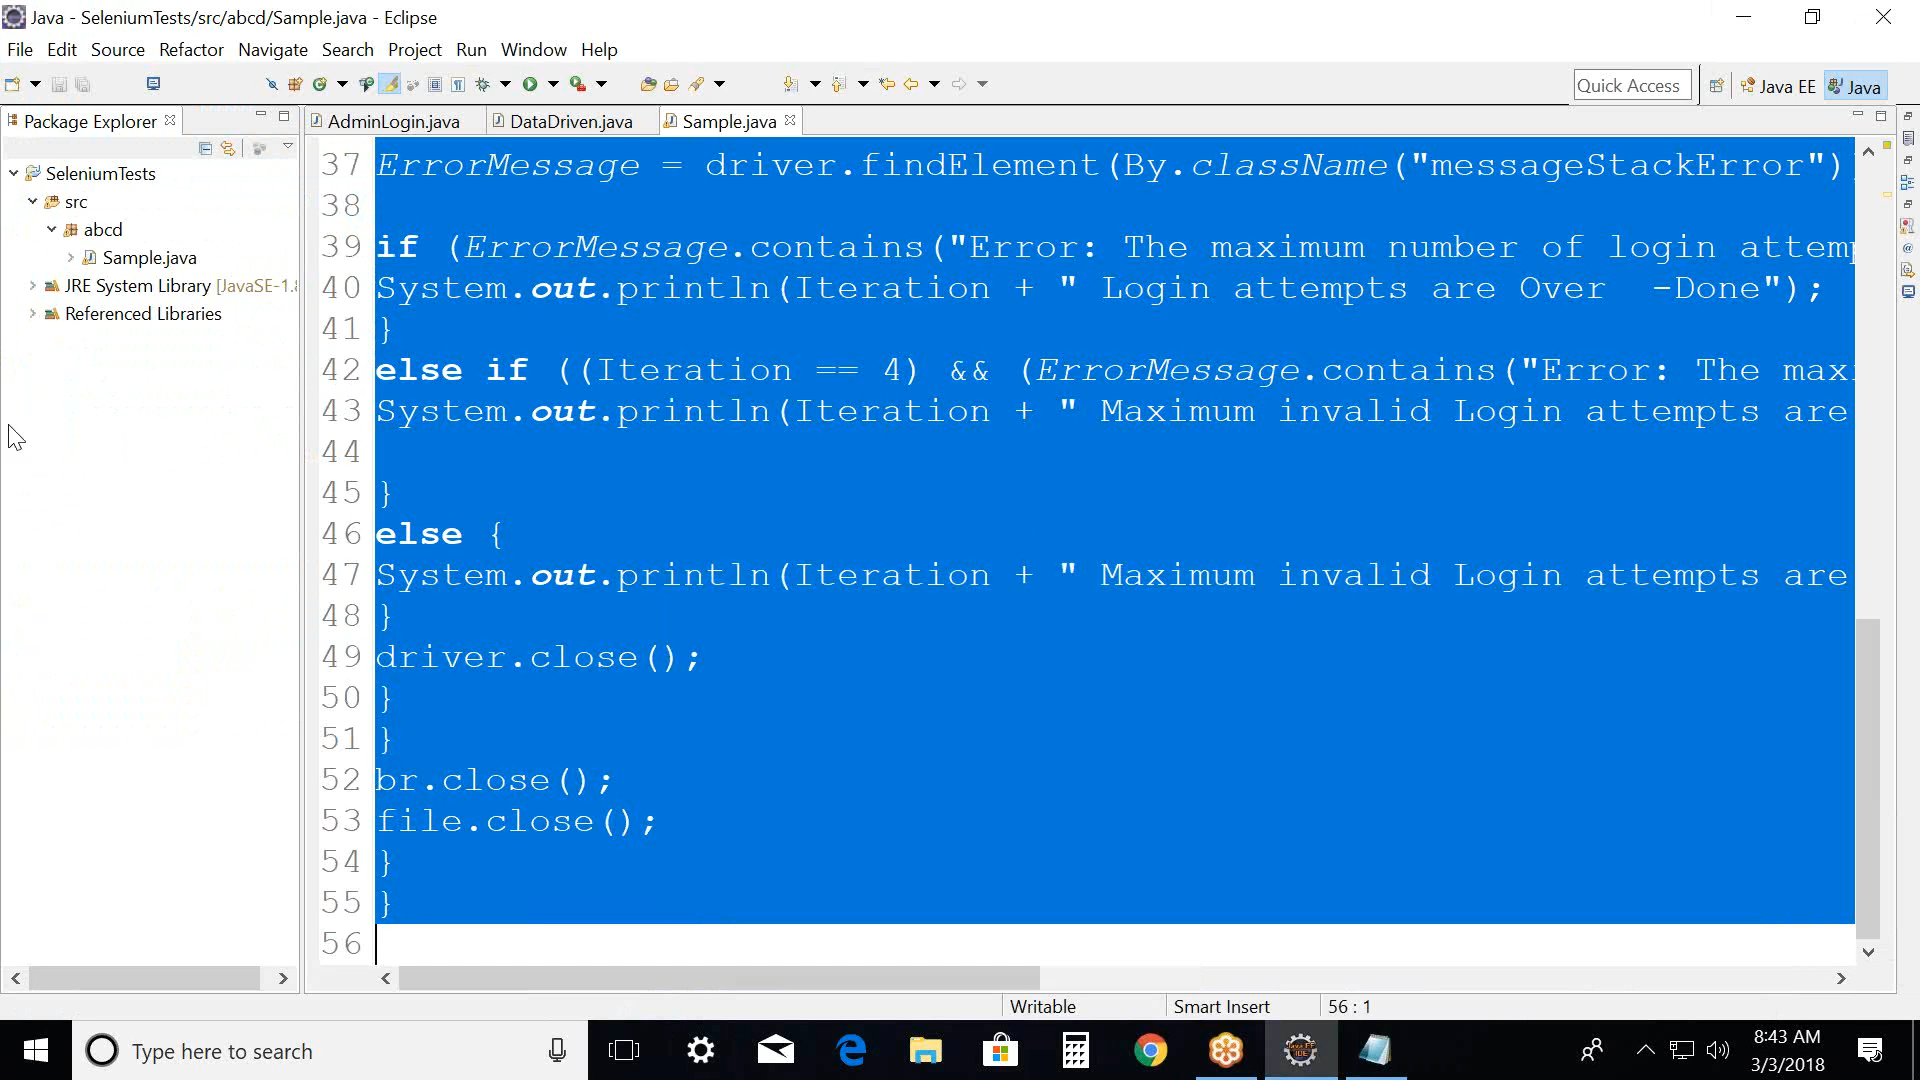 Java - SeleniumTests/src/abcd/Sample.java - Eclipse
File Edit Source Refactor Navigate Search Project Run Window Help
Quick Access Java EE Java
Package Explorer AdminLogin.java DataDriven.java Sample.java
SeleniumTests
src
abcd
Sample.java
JRE System Library [JavaSE-1.8
Referenced Libraries
37 ErrorMessage = driver.findElement(By.className("messageStackError")
38
39 if (ErrorMessage.contains("Error: The maximum number of login attemp
40 System.out.println(Iteration + " Login attempts are Over -Done");
41 }
42 else if ((Iteration == 4) && (ErrorMessage.contains("Error: The max
43 System.out.println(Iteration + " Maximum invalid Login attempts are
44
45 }
46 else {
47 System.out.println(Iteration + " Maximum invalid Login attempts are
48 }
49 driver.close();
50 }
51 }
52 br.close();
53 file.close();
54 }
55 }
56
Writable Smart Insert 56 : 1
Type here to search
8:43 AM
3/3/2018